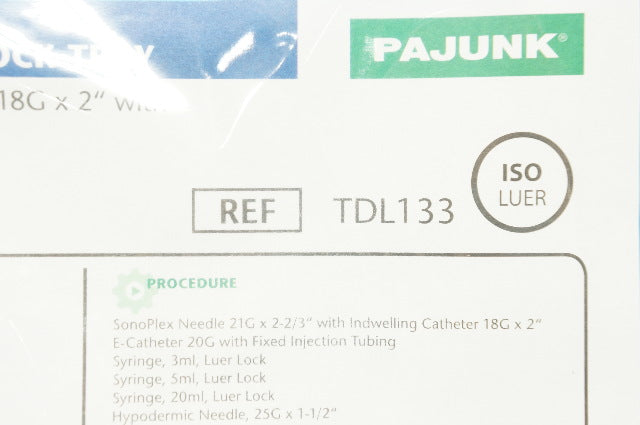 PAJUNK®
18G x 2"
REF TDL133
ISO
LUER
PROCEDURE
SonoPlex Needle 21G x 2-2/3" with Indwelling Catheter 18G x 2"
E-Catheter 20G with Fixed Injection Tubing
Syringe, 3ml, Luer Lock
Syringe, 5ml, Luer Lock
Syringe, 20ml, Luer Lock
Hypodermic Needle, 25G x 1-1/2"